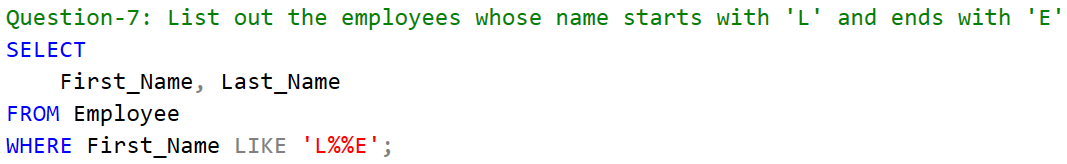 Question-7: List out the employees whose name starts with 'L' and ends with 'E'
SELECT
    First_Name, Last_Name
FROM Employee
WHERE First_Name LIKE 'L%%E';